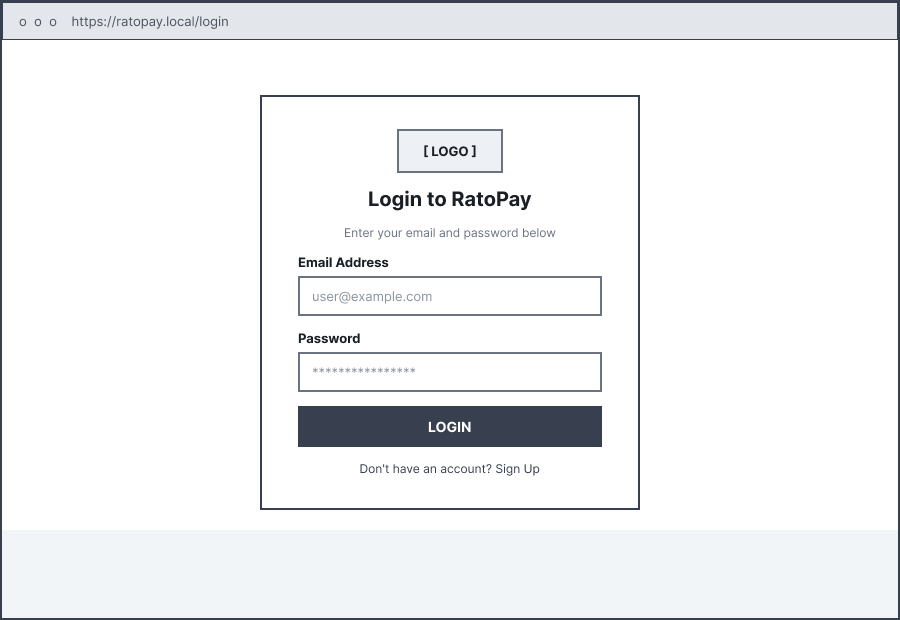 o o o https://ratopay.local/login
[ LOGO ]
Login to RatoPay
Enter your email and password below
Email Address
user@example.com
Password
****************
LOGIN
Don't have an account? Sign Up